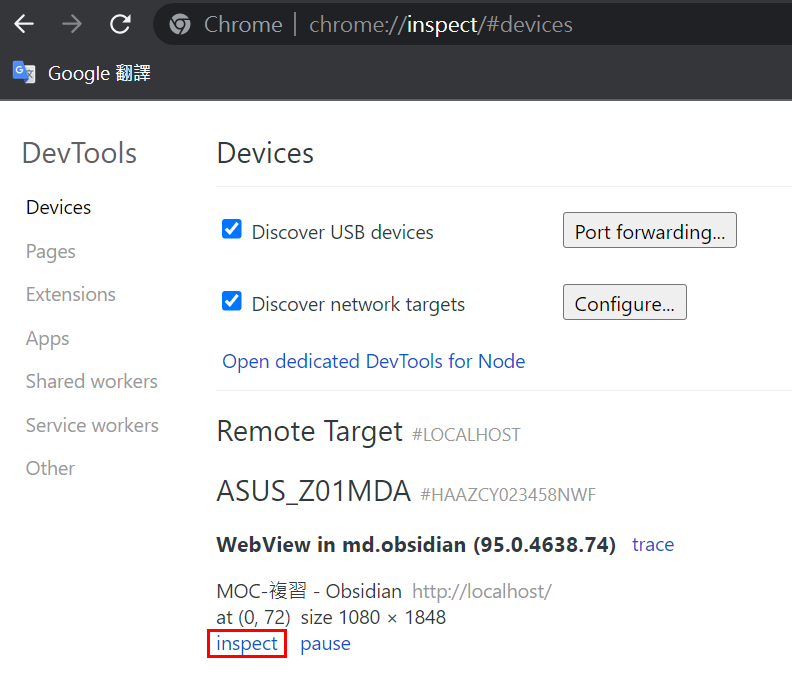 Chrome | chrome://inspect/#devices
Google 翻譯
DevTools
Devices
Pages
Extensions
Apps
Shared workers
Service workers
Other
Devices
Discover USB devices
Port forwarding...
Discover network targets
Configure...
Open dedicated DevTools for Node
Remote Target #LOCALHOST
ASUS_Z01MDA #HAAZCY023458NWF
WebView in md.obsidian (95.0.4638.74) trace
MOC-複習 - Obsidian http://localhost/
at (0, 72) size 1080 × 1848
inspect pause